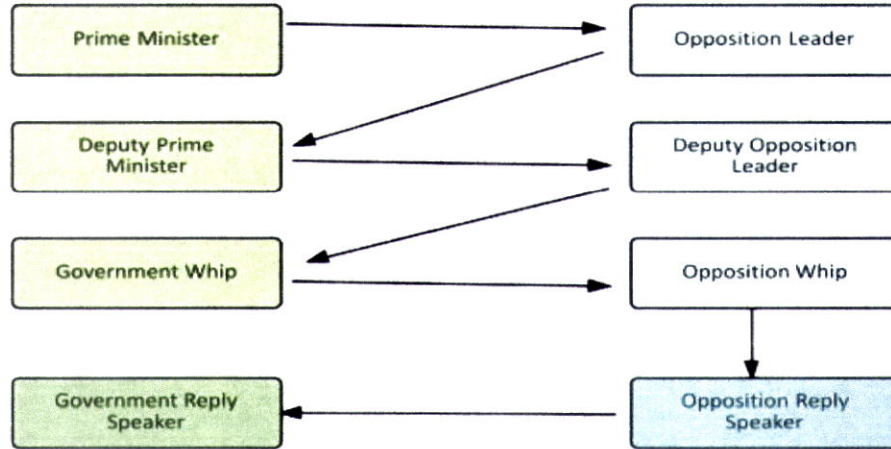 Prime Minister
Opposition Leader
Deputy Prime
Minister
Deputy Opposition
Leader
Government Whip
Opposition Whip
Government Reply
Speaker
Opposition Reply
Speaker